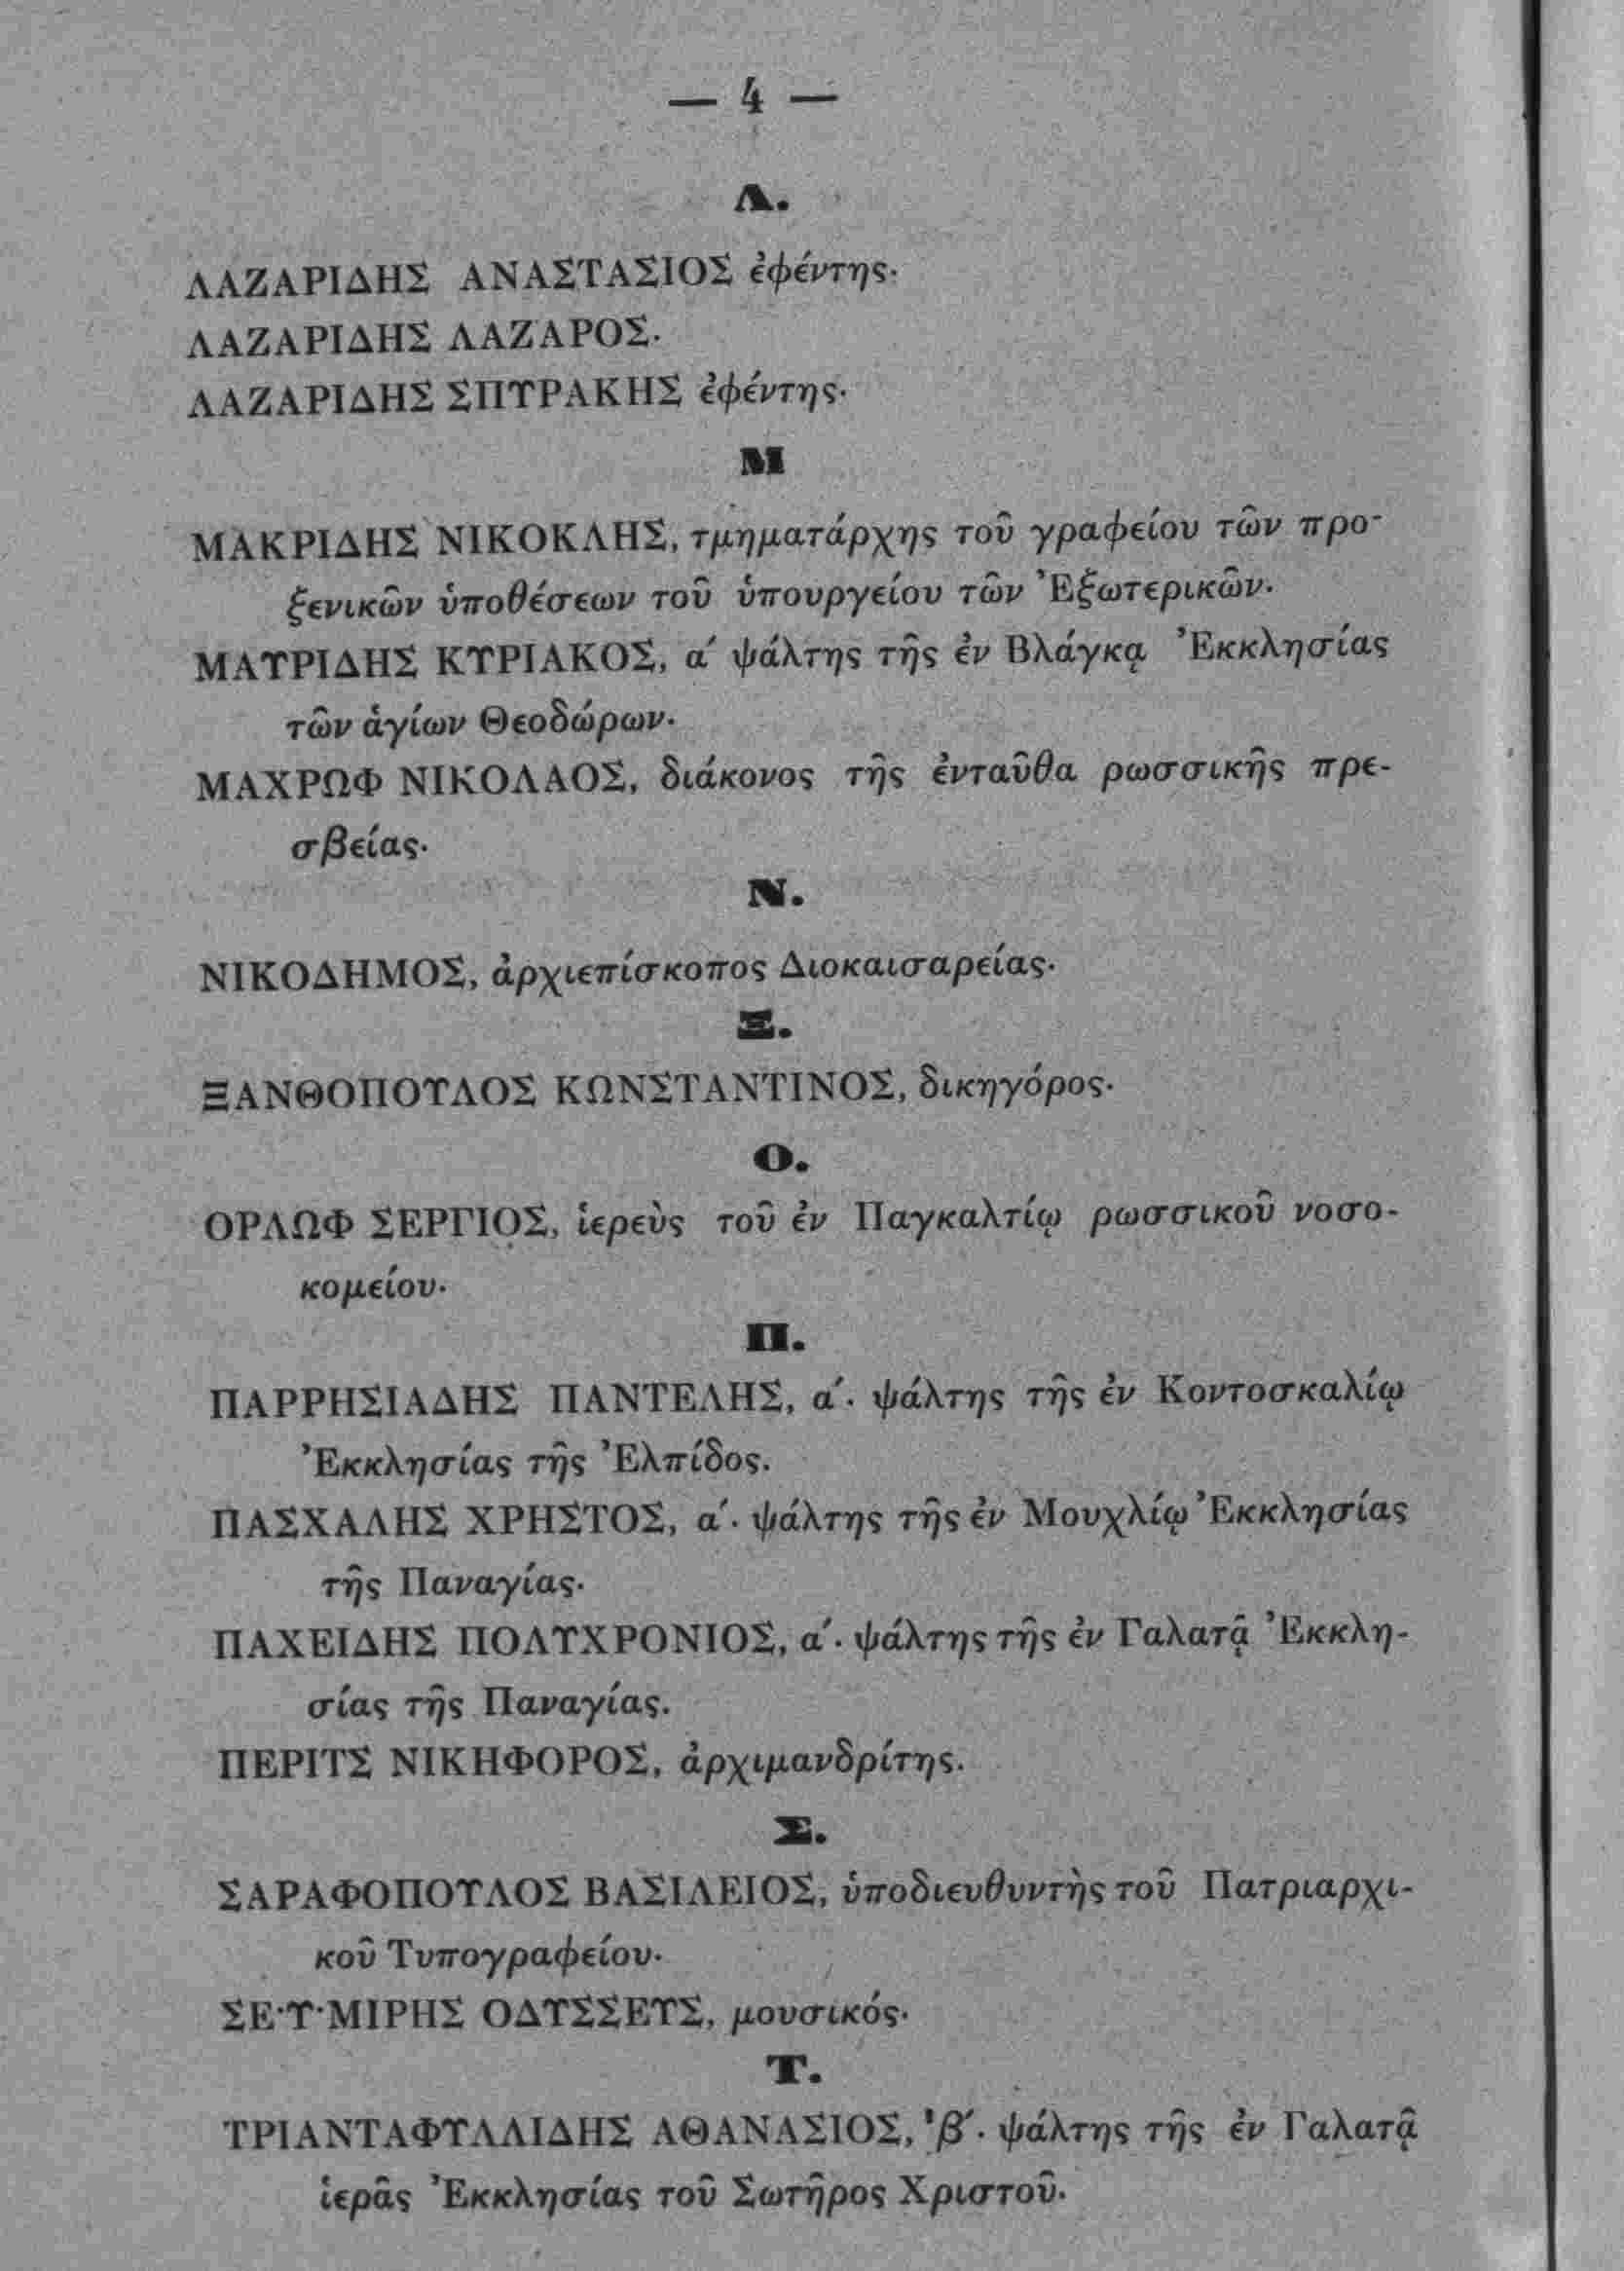 — 4 —
Λ.
ΛΑΖΑΡΙΔΗΣ ΑΝΑΣΤΑΣΙΟΣ ἐφέντης·
ΛΑΖΑΡΙΔΗΣ ΛΑΖΑΡΟΣ·
ΛΑΖΑΡΙΔΗΣ ΣΠΥΡΑΚΗΣ ἐφέντης·
Μ
ΜΑΚΡΙΔΗΣ ΝΙΚΟΚΛΗΣ, τμηματάρχης τοῦ γραφείου τῶν προ-
ξενικῶν ὑποθέσεων τοῦ ὑπουργείου τῶν Ἐξωτερικῶν·
ΜΑΥΡΙΔΗΣ ΚΥΡΙΑΚΟΣ, α΄ ψάλτης τῆς ἐν Βλάγκᾳ Ἐκκλησίας
τῶν ἁγίων Θεοδώρων·
ΜΑΧΡΩΦ ΝΙΚΟΛΑΟΣ, διάκονος τῆς ἐνταῦθα ρωσσικῆς πρε-
σβείας·
Ν.
ΝΙΚΟΔΗΜΟΣ, ἀρχιεπίσκοπος Διοκαισαρείας·
Ξ.
ΞΑΝΘΟΠΟΥΛΟΣ ΚΩΝΣΤΑΝΤΙΝΟΣ, δικηγόρος·
Ο.
ΟΡΛΩΦ ΣΕΡΓΙΟΣ, ἱερεὺς τοῦ ἐν Παγκαλτίῳ ρωσσικοῦ νοσο-
κομείου·
Π.
ΠΑΡΡΗΣΙΑΔΗΣ ΠΑΝΤΕΛΗΣ, α΄. ψάλτης τῆς ἐν Κοντοσκαλίῳ
Ἐκκλησίας τῆς Ἐλπίδος.
ΠΑΣΧΑΛΗΣ ΧΡΗΣΤΟΣ, α΄. ψάλτης τῆς ἐν Μουχλίῳ Ἐκκλησίας
τῆς Παναγίας·
ΠΑΧΕΙΔΗΣ ΠΟΛΥΧΡΟΝΙΟΣ, α΄. ψάλτης τῆς ἐν Γαλατᾷ Ἐκκλη-
σίας τῆς Παναγίας.
ΠΕΡΙΤΣ ΝΙΚΗΦΟΡΟΣ, ἀρχιμανδρίτης.
Σ.
ΣΑΡΑΦΟΠΟΥΛΟΣ ΒΑΣΙΛΕΙΟΣ, ὑποδιευθυντὴς τοῦ Πατριαρχι-
κοῦ Τυπογραφείου·
ΣΕ·Υ·ΜΙΡΗΣ ΟΔΥΣΣΕΥΣ, μουσικός·
Τ.
ΤΡΙΑΝΤΑΦΥΛΛΙΔΗΣ ΑΘΑΝΑΣΙΟΣ, 'β΄. ψάλτης τῆς ἐν Γαλατᾷ
ἱερᾶς Ἐκκλησίας τοῦ Σωτῆρος Χριστοῦ·